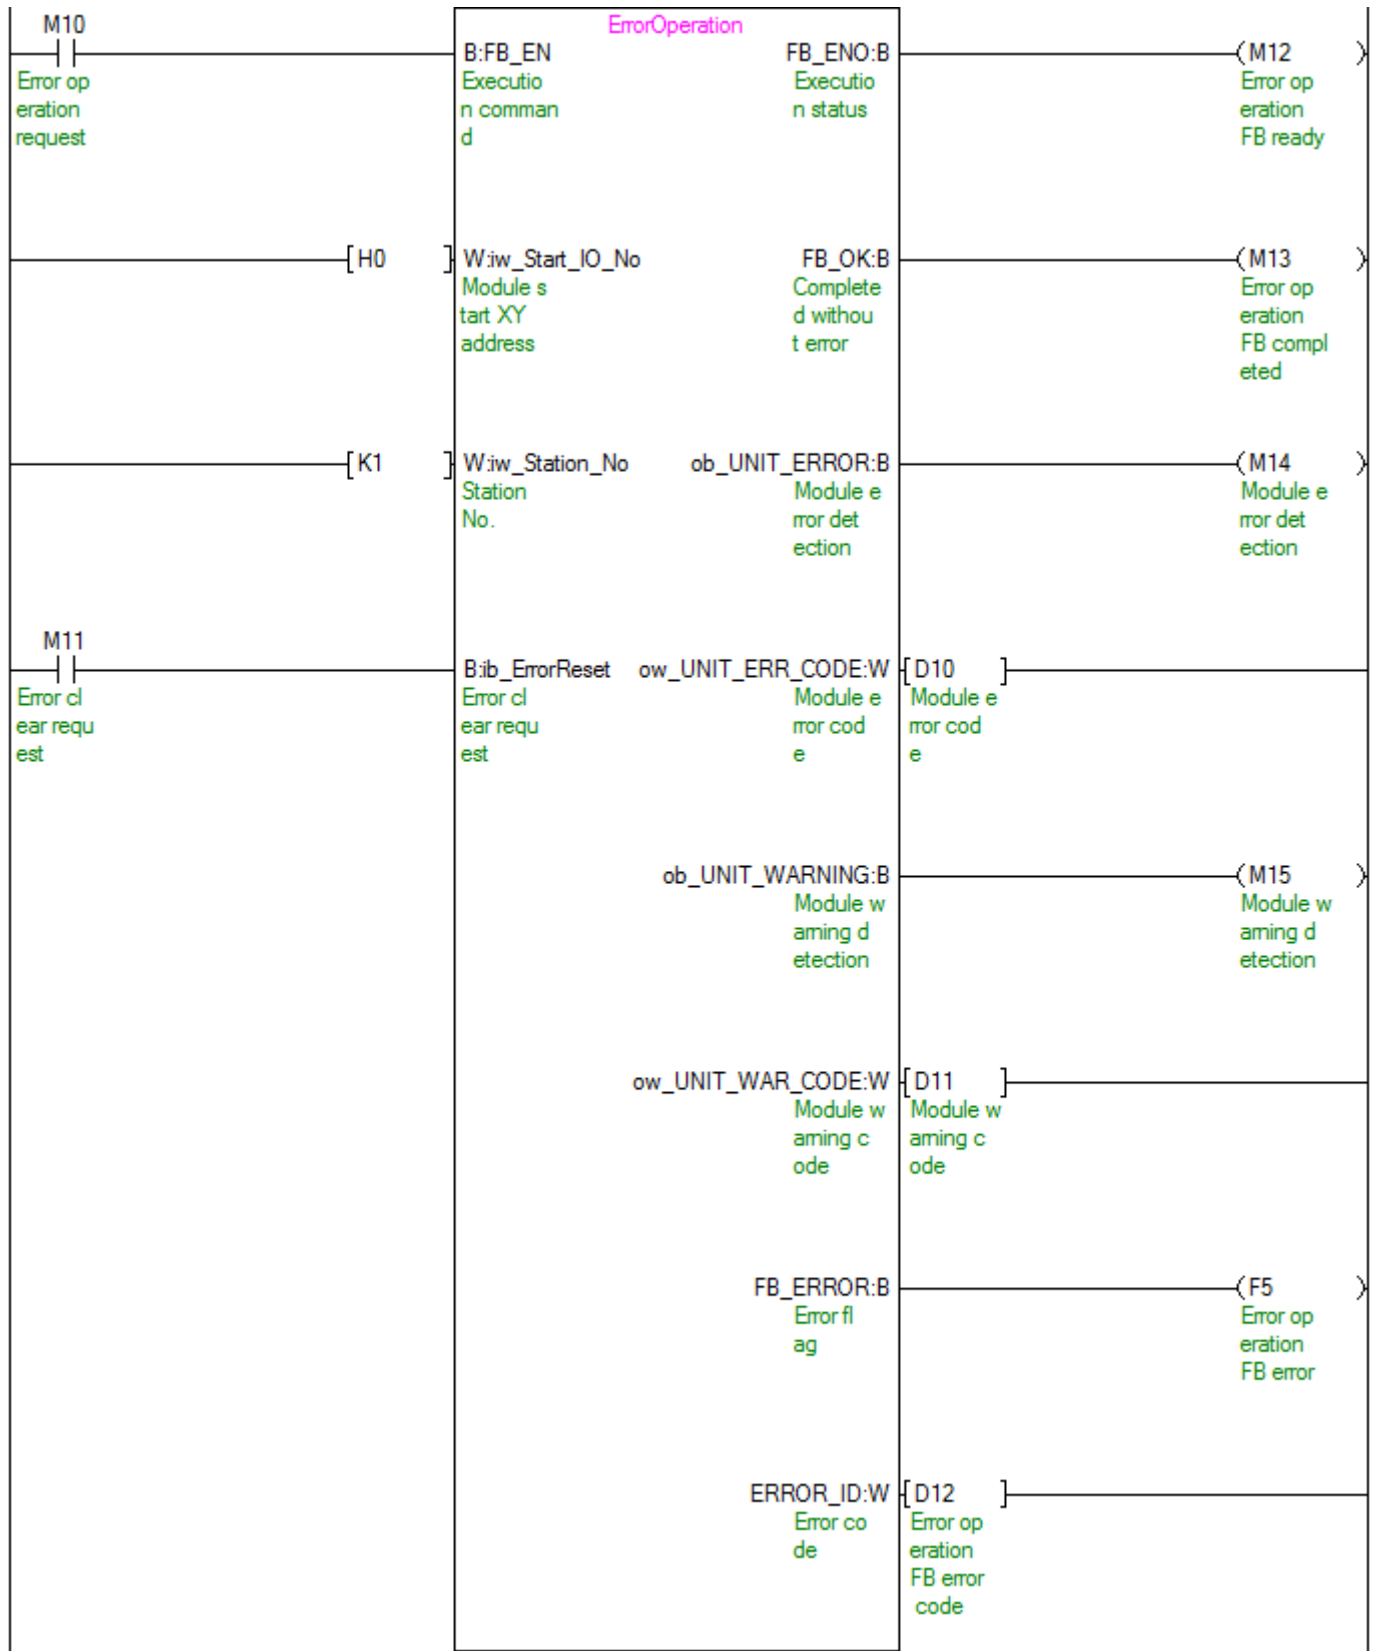 M10
ErrorOperation
B:FB_EN
FB_ENO:B
(M12 )
Error op
eration
request
Executio
n comman
d
Executio
n status
Error op
eration
FB ready
[H0 ]
W:iw_Start_IO_No
FB_OK:B
(M13 )
Module s
tart XY
address
Complete
d withou
t error
Error op
eration
FB compl
eted
[K1 ]
W:iw_Station_No
ob_UNIT_ERROR:B
(M14 )
Station
No.
Module e
rror det
ection
Module e
rror det
ection
M11
B:ib_ErrorReset
ow_UNIT_ERR_CODE:W
[D10 ]
Error cl
ear requ
est
Error cl
ear requ
est
Module e
rror cod
e
Module e
rror cod
e
ob_UNIT_WARNING:B
(M15 )
Module w
arning d
etection
Module w
arning d
etection
ow_UNIT_WAR_CODE:W
[D11 ]
Module w
arning c
ode
Module w
arning c
ode
FB_ERROR:B
(F5 )
Error fl
ag
Error op
eration
FB error
ERROR_ID:W
[D12 ]
Error co
de
Error op
eration
FB error
code